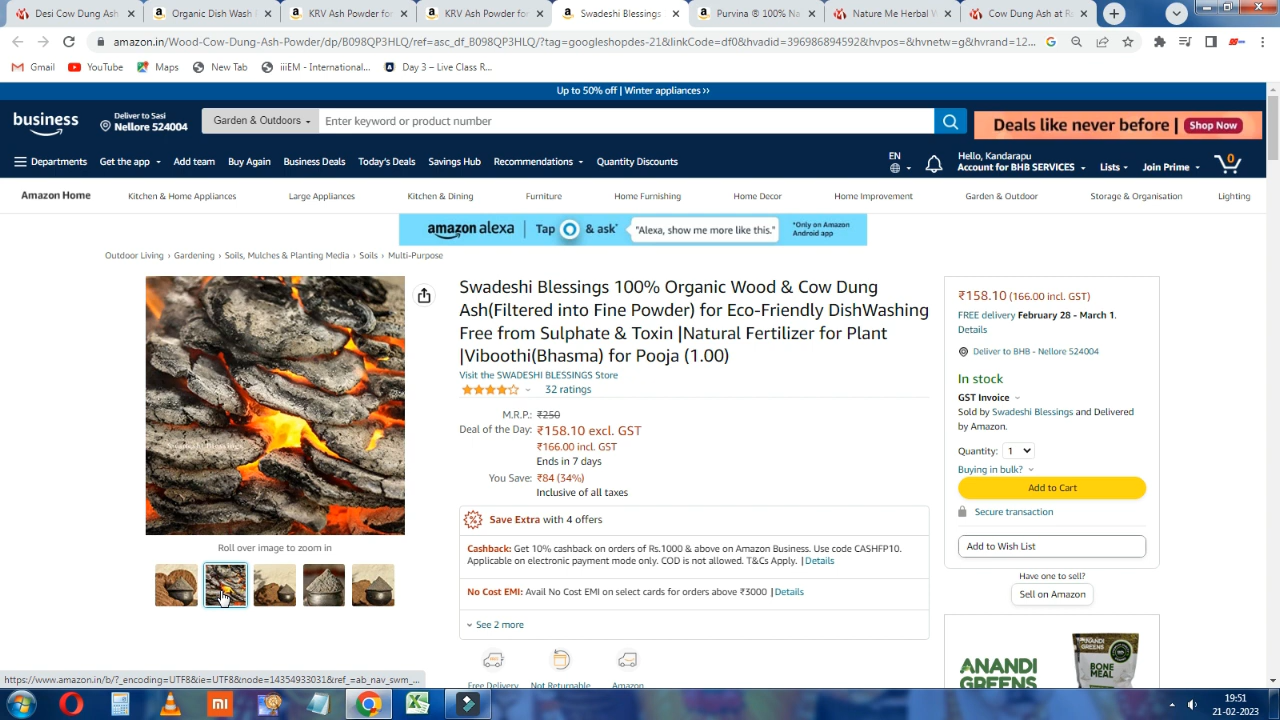 Desi Cow Dung Ash
Organic Dish Wash
KRV Ash Powder for
KRV Ash Powder for
Swadeshi Blessings
Purvina ® 100% Na
Nature Me Herbal
Cow Dung Ash at R
amazon.in/Wood-Cow-Dung-Ash-Powder/dp/B098QP3HLQ/ref=asc_df_B098QP3HLQ/?tag=googleshopdes-21&linkCode=df0&hvadid=396986894592&hvpos=&hvnetw=g&hvrand=12...
Gmail
YouTube
Maps
New Tab
iiiEM - International...
Day 3 – Live Class R...
Up to 50% off | Winter appliances ››
business
Deliver to Sasi
Nellore 524004
Garden & Outdoors
Enter keyword or product number
Deals like never before | Shop Now
Departments
Get the app
Add team
Buy Again
Business Deals
Today's Deals
Savings Hub
Recommendations
Quantity Discounts
EN
Hello, Kandarapu
Account for BHB SERVICES
Lists
Join Prime
0
Amazon Home
Kitchen & Home Appliances
Large Appliances
Kitchen & Dining
Furniture
Home Furnishing
Home Decor
Home Improvement
Garden & Outdoor
Storage & Organisation
Lighting
amazon alexa | Tap & ask* "Alexa, show me more like this." *Only on Amazon
Android app
Outdoor Living › Gardening › Soils, Mulches & Planting Media › Soils › Multi-Purpose
Swadeshi Blessings 100% Organic Wood & Cow Dung
Ash(Filtered into Fine Powder) for Eco-Friendly DishWashing
Free from Sulphate & Toxin |Natural Fertilizer for Plant
|Viboothi(Bhasma) for Pooja (1.00)
Visit the SWADESHI BLESSINGS Store
32 ratings
M.R.P.: ₹250
Deal of the Day: ₹158.10 excl. GST
₹166.00 incl. GST
Ends in 7 days
You Save: ₹84 (34%)
Inclusive of all taxes
Save Extra with 4 offers
Cashback: Get 10% cashback on orders of Rs.1000 & above on Amazon Business. Use code CASHFP10.
Applicable on electronic payment mode only. COD is not allowed. T&Cs Apply. |Details
No Cost EMI: Avail No Cost EMI on select cards for orders above ₹3000 |Details
See 2 more
Free Delivery
Not Returnable
Amazon
Roll over image to zoom in
₹158.10 (166.00 incl. GST)
FREE delivery February 28 - March 1.
Details
Deliver to BHB - Nellore 524004
In stock
GST Invoice
Sold by Swadeshi Blessings and Delivered
by Amazon.
Quantity: 1
Buying in bulk?
Add to Cart
Secure transaction
Add to Wish List
Have one to sell?
Sell on Amazon
ANANDI
GREENS
ANANDI
GREENS
BONE
MEAL
19:51
21-02-2023